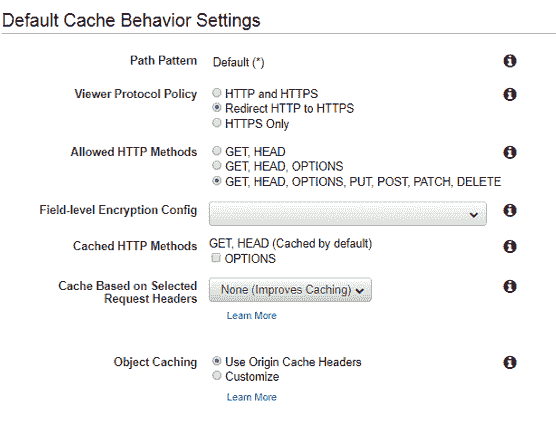 Default Cache Behavior Settings
Path Pattern Default (*)
Viewer Protocol Policy HTTP and HTTPS
Redirect HTTP to HTTPS
HTTPS Only
Allowed HTTP Methods GET, HEAD
GET, HEAD, OPTIONS
GET, HEAD, OPTIONS, PUT, POST, PATCH, DELETE
Field-level Encryption Config
Cached HTTP Methods GET, HEAD (Cached by default)
OPTIONS
Cache Based on Selected Request Headers None (Improves Caching)
Learn More
Object Caching Use Origin Cache Headers
Customize
Learn More